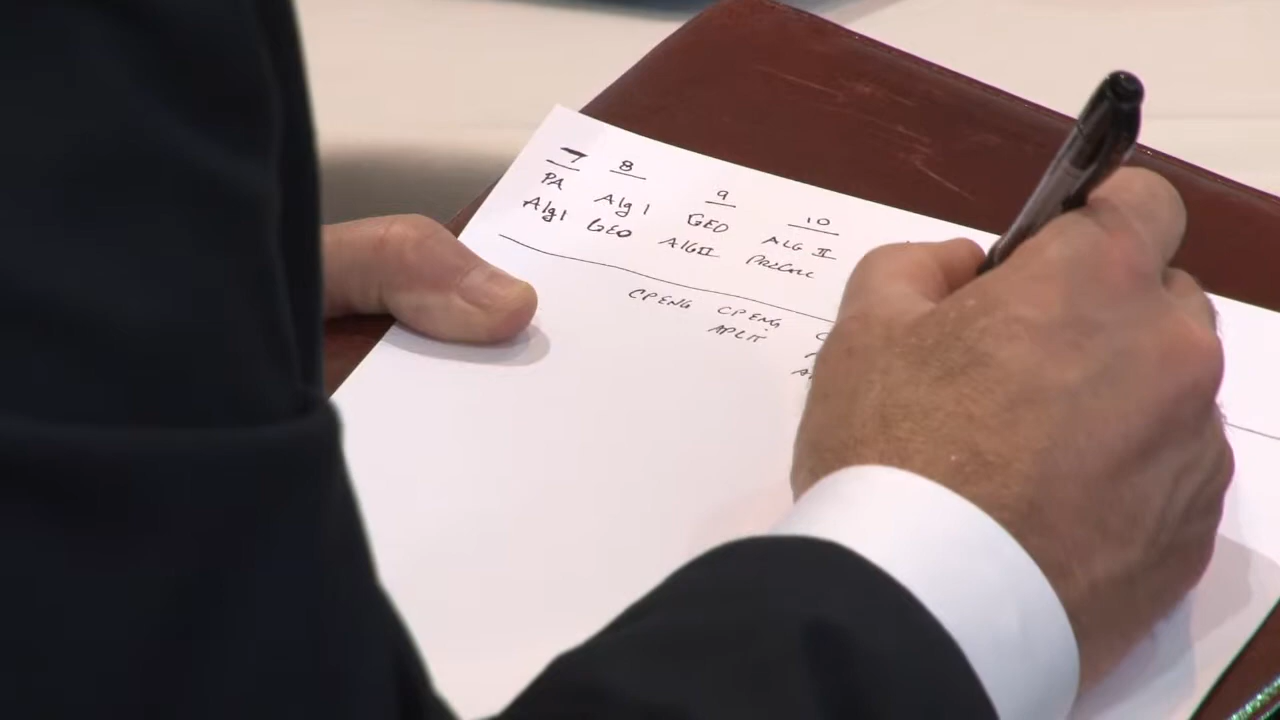 7 8 9 10
PA Alg 1 GEO ALG II
Alg1 GEO AlgII PreCalc
CPENG CPENG
APLIT